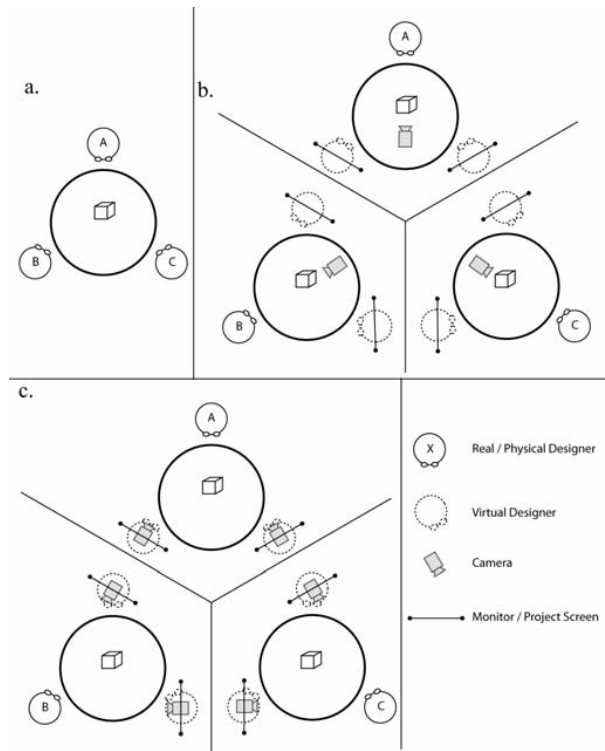 a.
A
B
C
b.
A
B
C
c.
A
B
C
X
Real / Physical Designer
Virtual Designer
Camera
Monitor / Project Screen